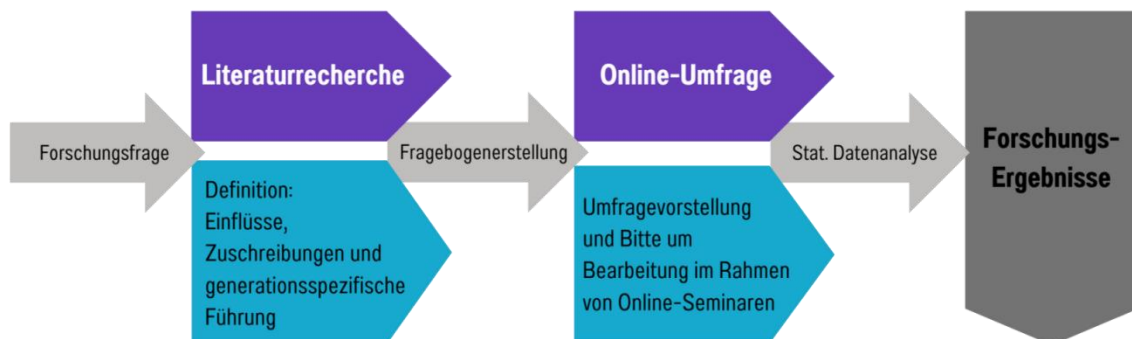 Forschungsfrage
Literaturrecherche
Definition:
Einflüsse,
Zuschreibungen und
generationsspezifische
Führung
Fragebogenerstellung
Online-Umfrage
Umfragevorstellung
und Bitte um
Bearbeitung im Rahmen
von Online-Seminaren
Stat. Datenanalyse
Forschungs-
Ergebnisse